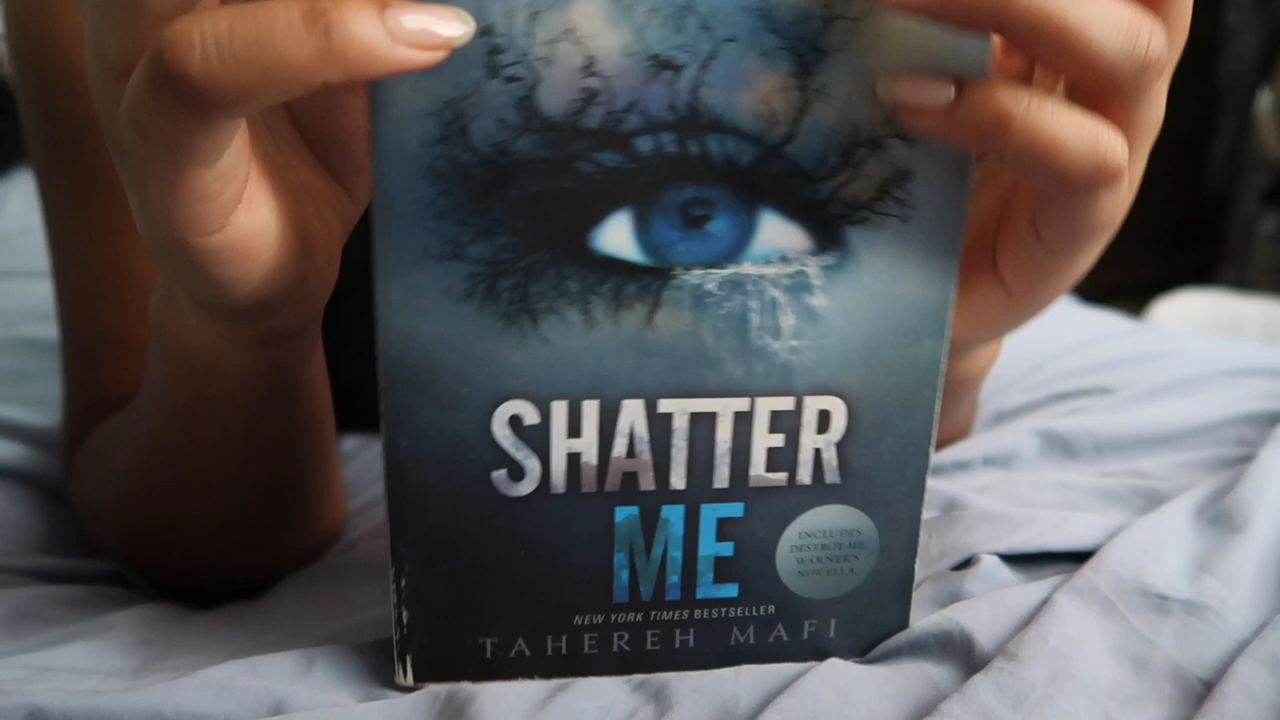 SHATTER
ME
INCLUDES
DESTROY ME,
WARNER'S
NOVELLA
NEW YORK TIMES BESTSELLER
TAHEREH MAFI